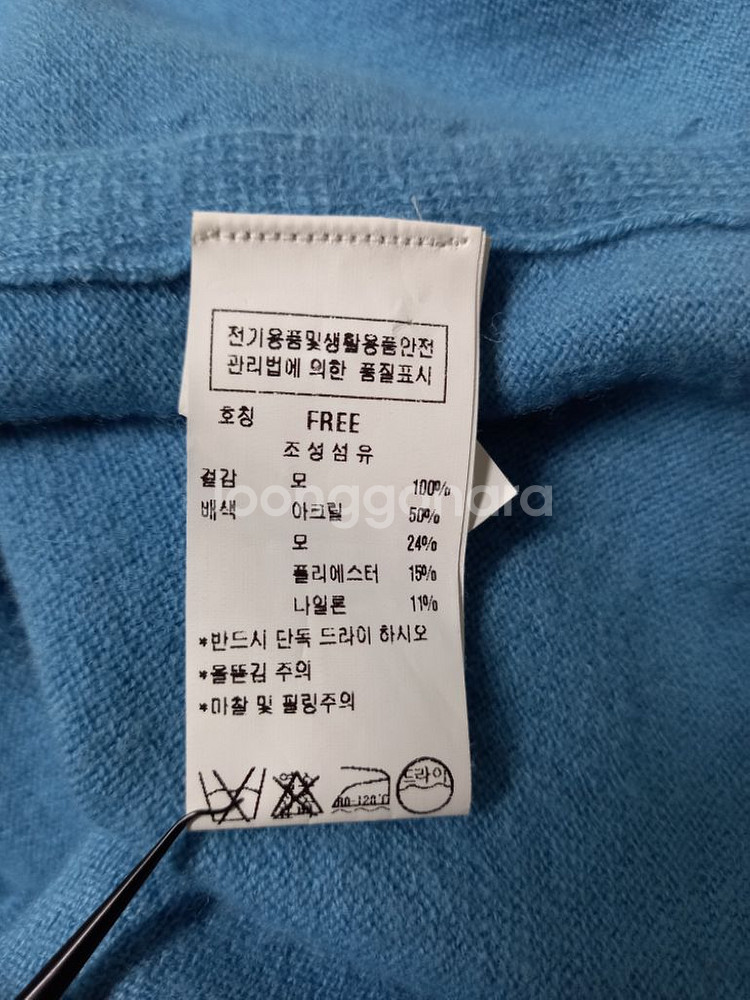 전기용품및생활용품안전
관리법에 의한 품질표시
호칭 FREE
조성섬유
겉감 모 100%
배색 아크릴 50%
모 24%
폴리에스터 15%
나일론 11%
*반드시 단독 드라이 하시오
*올뜯김 주의
*마찰 및 필링주의
80-120℃
드라이
joonggonara